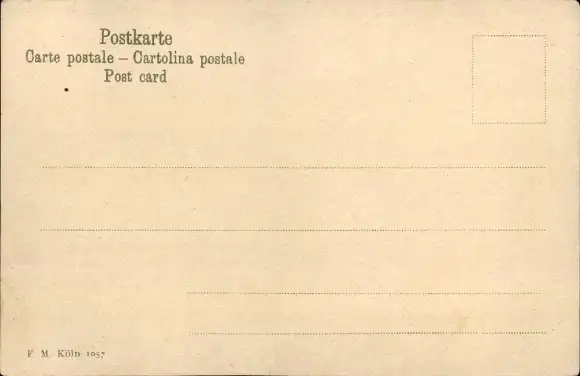 Postkarte
Carte postale – Cartolina postale
Post card
F. M. Köln 1057